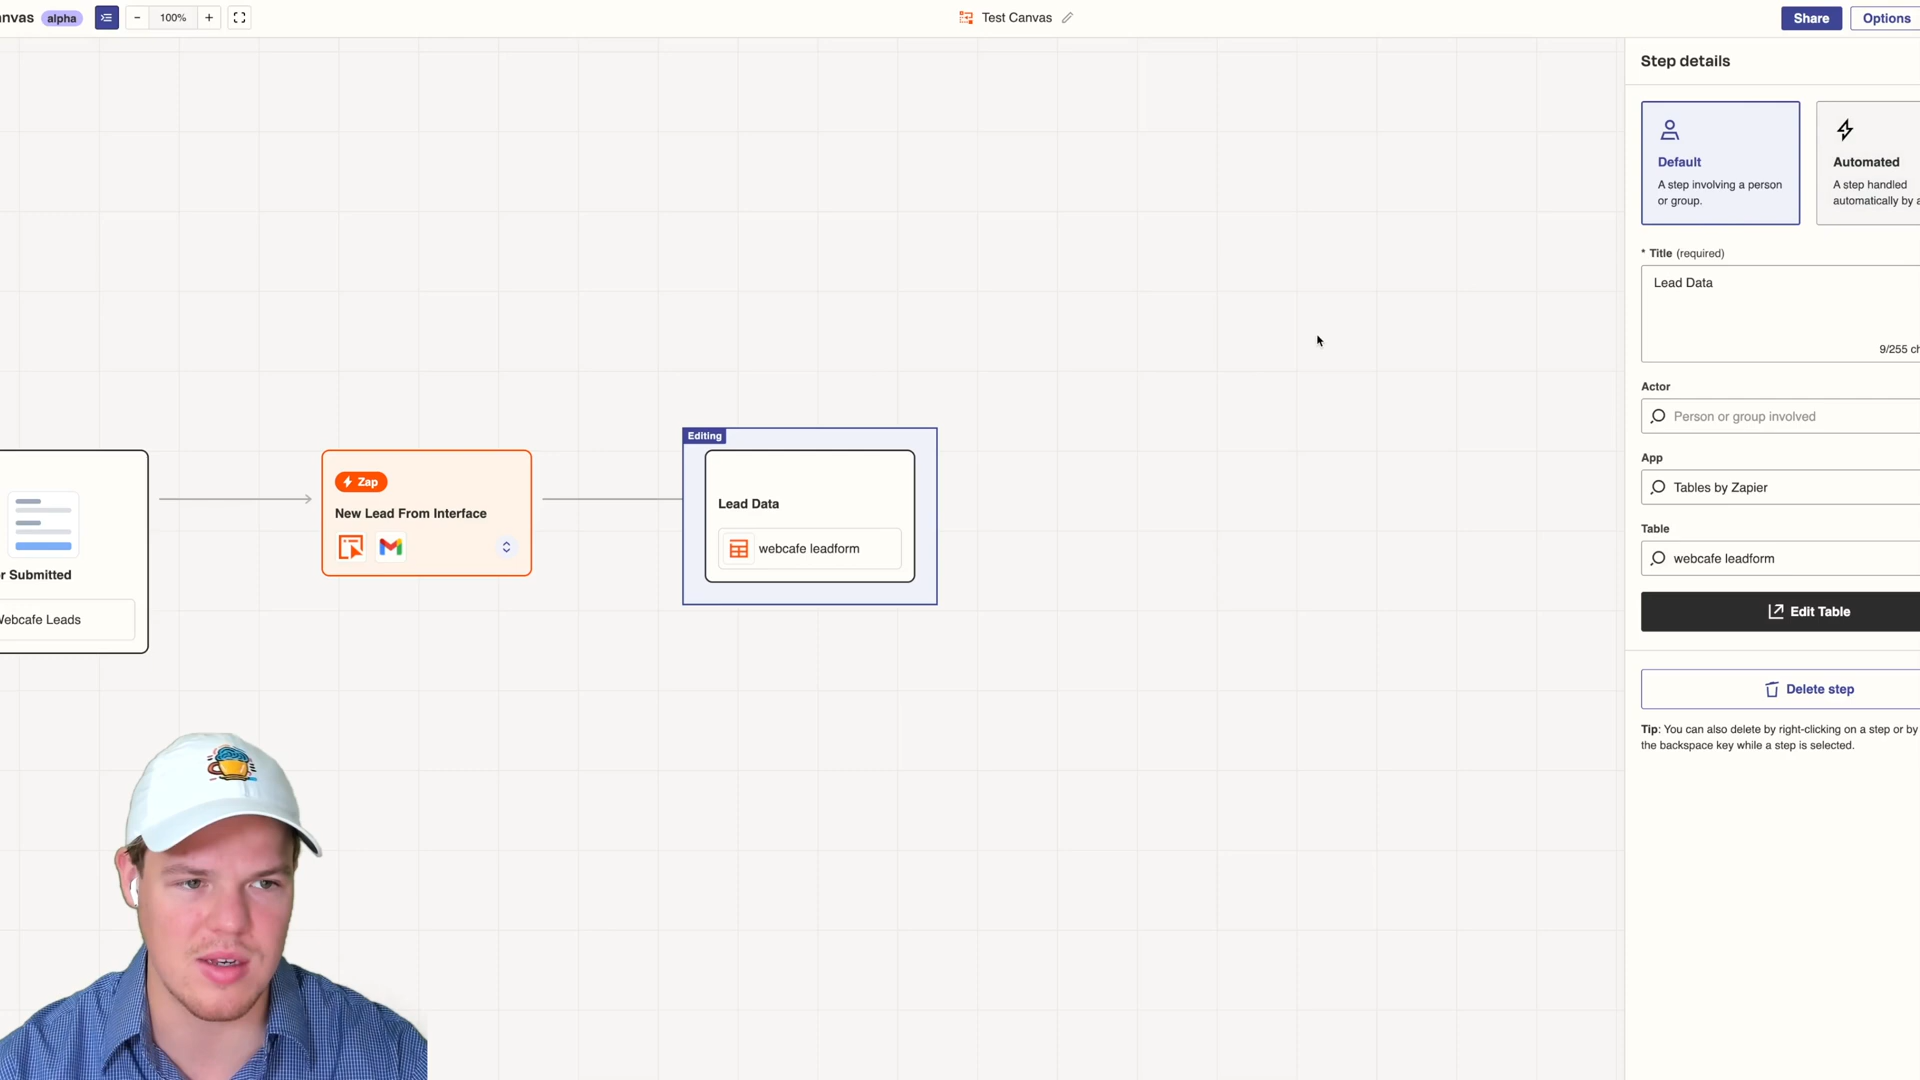 anvas alpha
100%
Test Canvas
Share
Options
Step details
Default
A step involving a person
or group.
Automated
A step handled
automatically by a
* Title (required)
Lead Data
9/255 ch
Actor
Person or group involved
App
Tables by Zapier
Table
webcafe leadform
Edit Table
Delete step
Tip: You can also delete by right-clicking on a step or by
the backspace key while a step is selected.
r Submitted
Webcafe Leads
Zap
New Lead From Interface
Editing
Lead Data
webcafe leadform